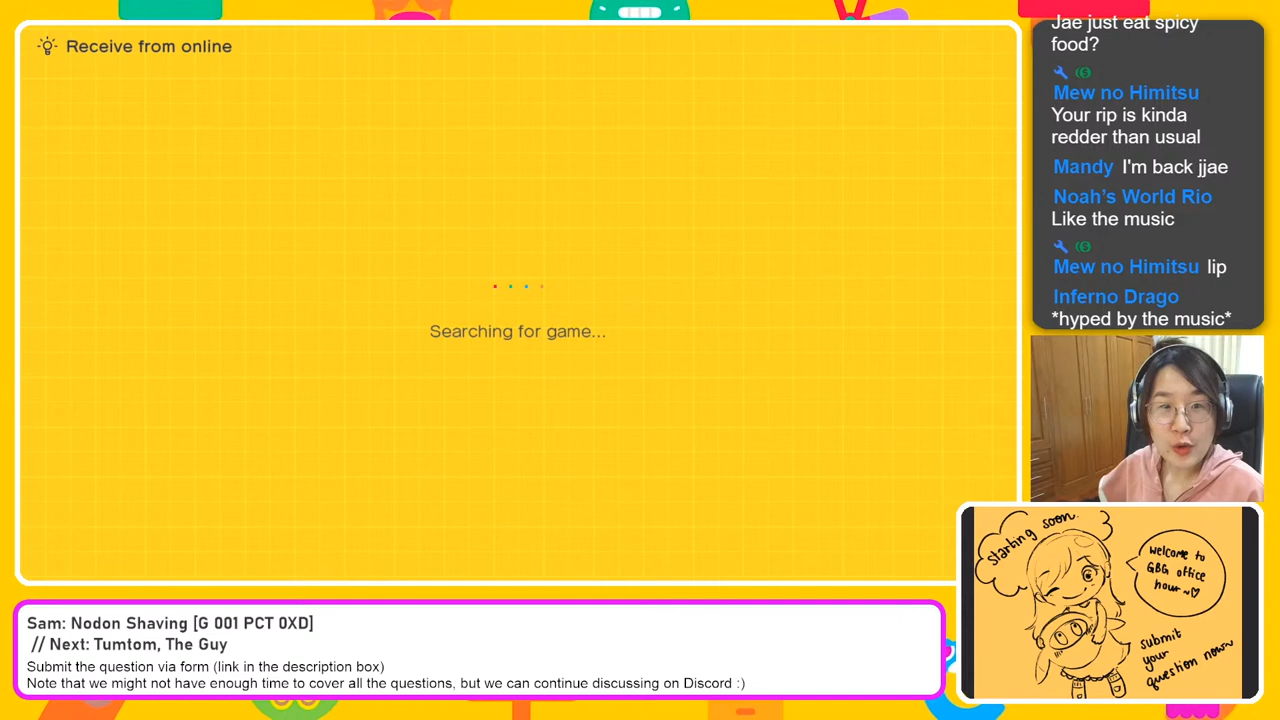 Receive from online
Searching for game...
Jae just eat spicy
food?
Mew no Himitsu
Your rip is kinda
redder than usual
Mandy I'm back jjae
Noah's World Rio
Like the music
Mew no Himitsu lip
Inferno Drago
*hyped by the music*
starting soon.
welcome to
GBG office
hour~♡
submit
your
question now~
Sam: Nodon Shaving [G 001 PCT 0XD]
// Next: Tumtom, The Guy
Submit the question via form (link in the description box)
Note that we might not have enough time to cover all the questions, but we can continue discussing on Discord :)